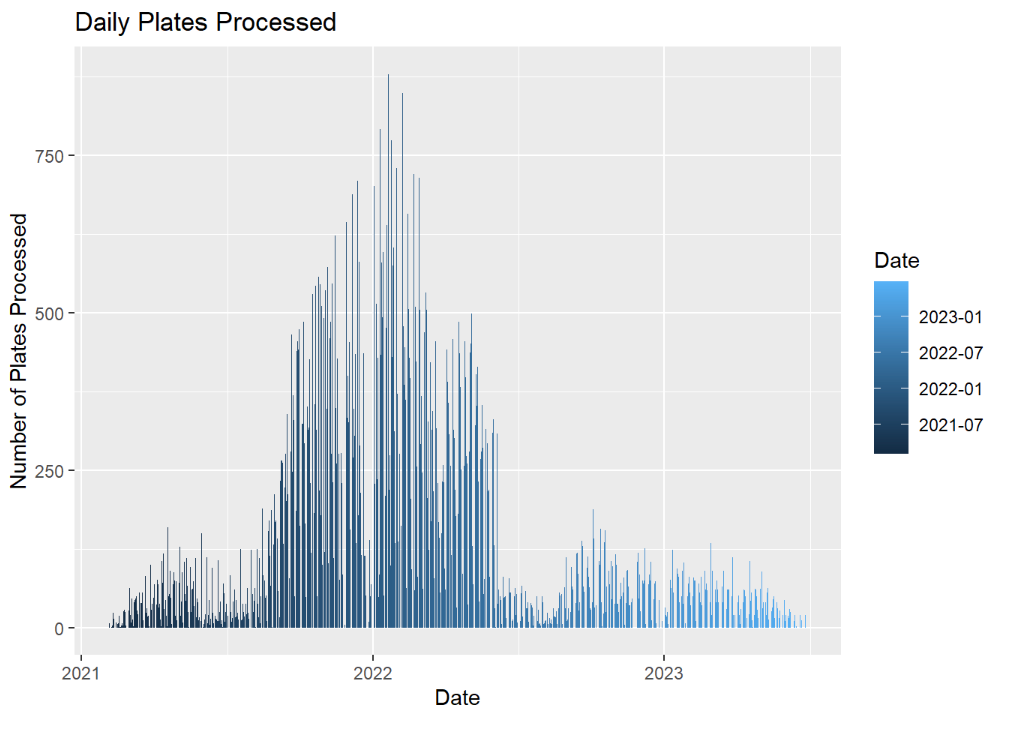 Daily Plates Processed
Number of Plates Processed
750
500
250
0
2021
2022
2023
Date
Date
2023-01
2022-07
2022-01
2021-07